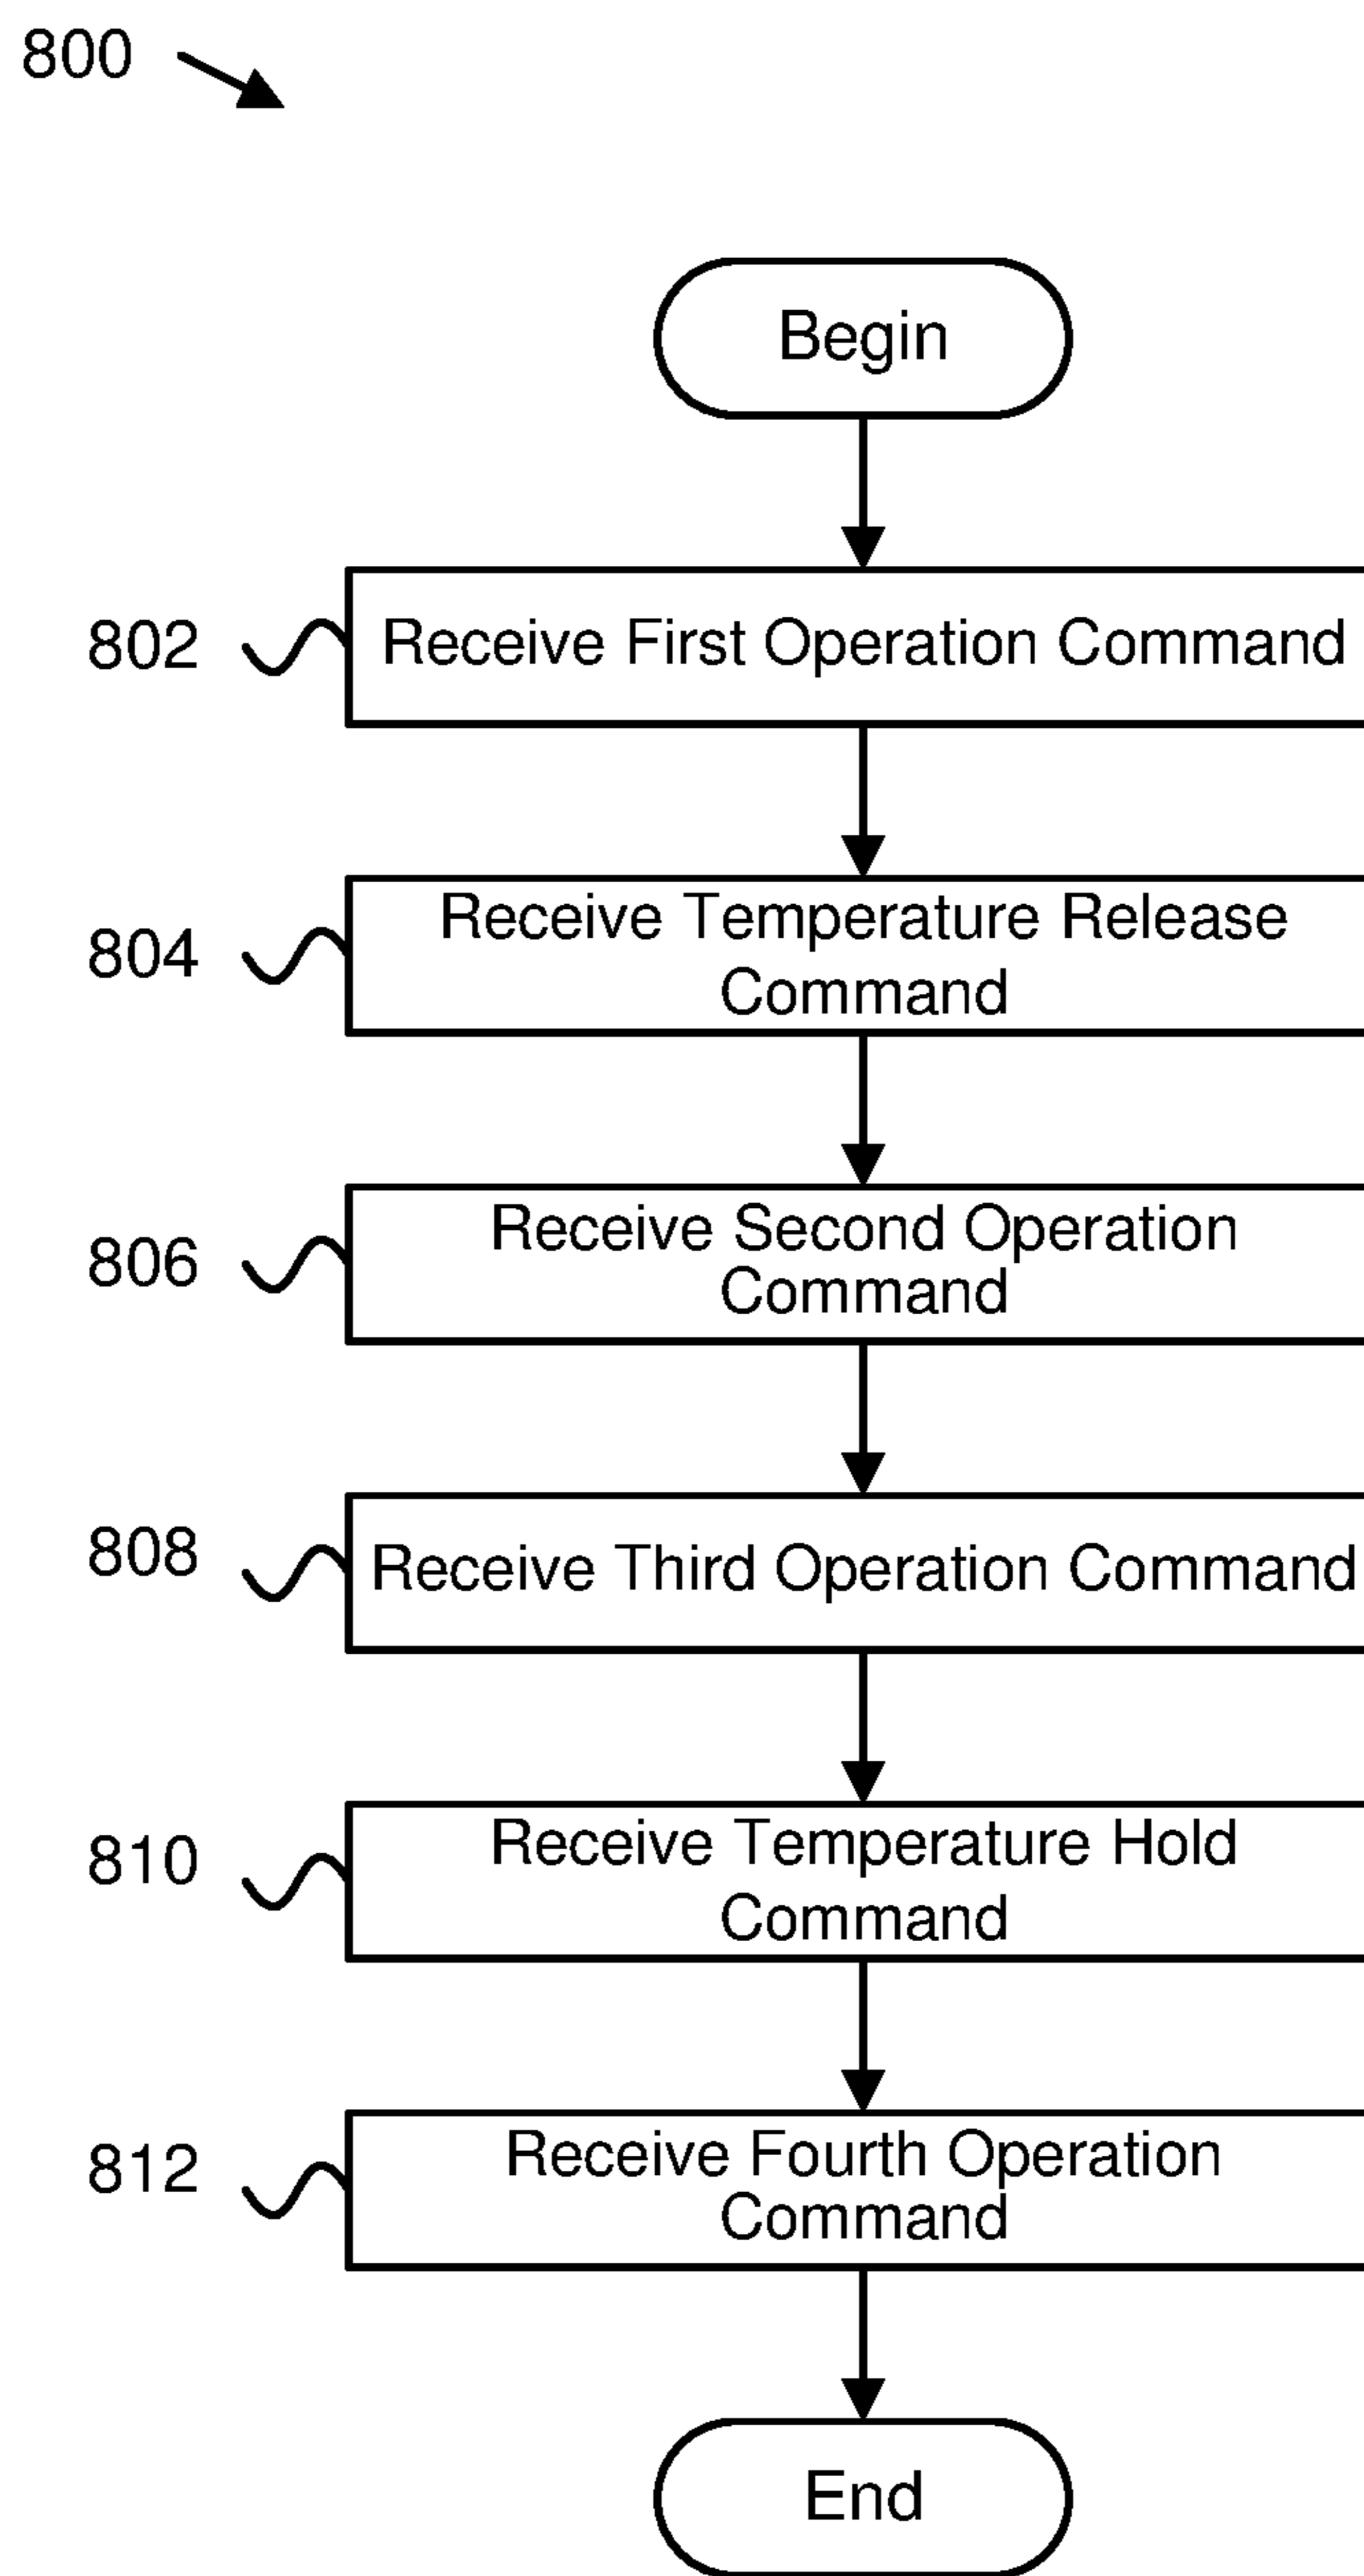 800
Begin
802
Receive First Operation Command
804
Receive Temperature Release
Command
806
Receive Second Operation
Command
808
Receive Third Operation Command
810
Receive Temperature Hold
Command
812
Receive Fourth Operation
Command
End